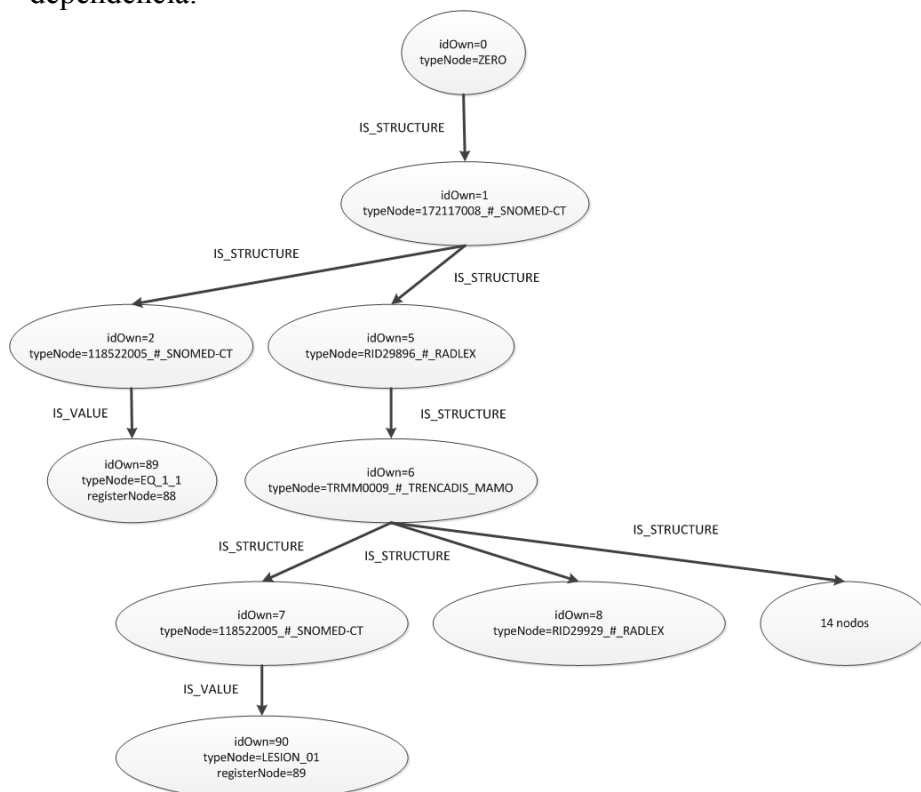 dependencia.
idOwn=0
typeNode=ZERO
IS_STRUCTURE
idOwn=1
typeNode=172117008_#_SNOMED-CT
IS_STRUCTURE
IS_STRUCTURE
idOwn=2
typeNode=118522005_#_SNOMED-CT
idOwn=5
typeNode=RID29896_#_RADLEX
IS_VALUE
IS_STRUCTURE
idOwn=89
typeNode=EQ_1_1
registerNode=88
idOwn=6
typeNode=TRMM0009_#_TRENCADIS_MAMO
IS_STRUCTURE
IS_STRUCTURE
IS_STRUCTURE
idOwn=7
typeNode=118522005_#_SNOMED-CT
idOwn=8
typeNode=RID29929_#_RADLEX
14 nodos
IS_VALUE
idOwn=90
typeNode=LESION_01
registerNode=89